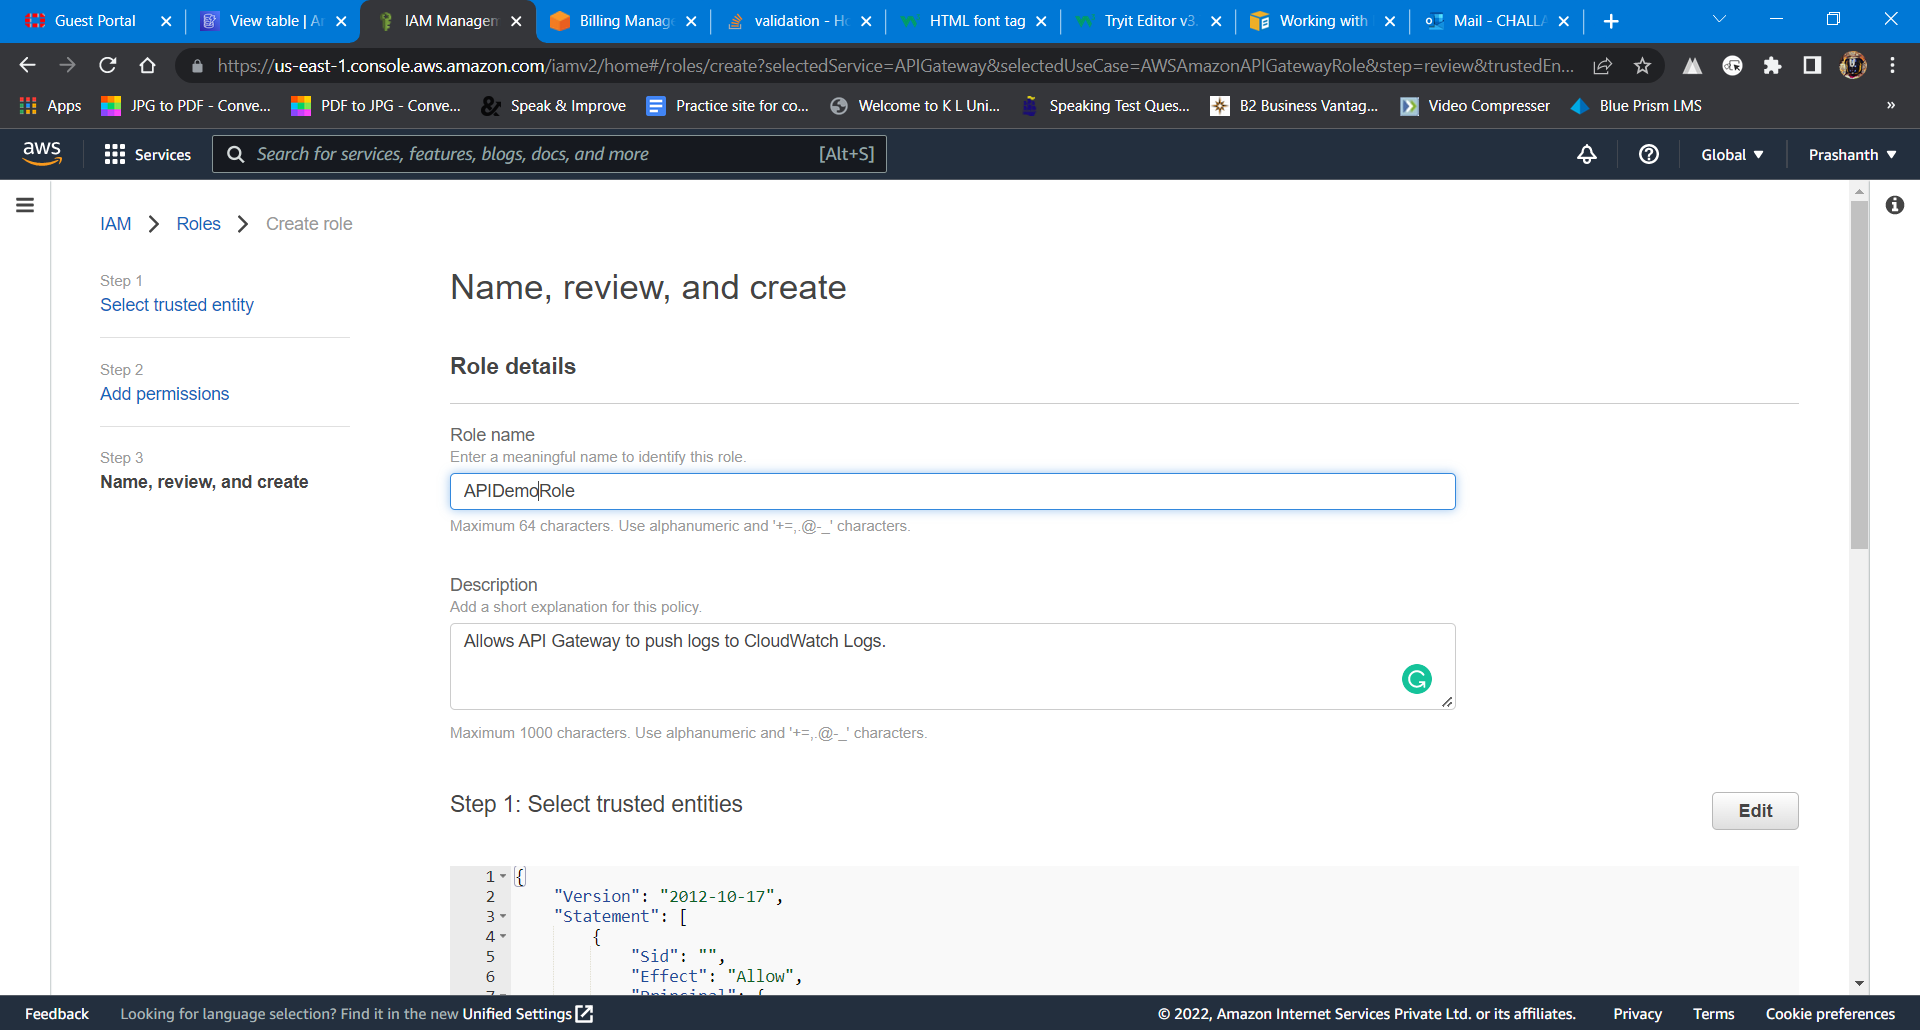 Guest Portal
View table | A
IAM Managem
Billing Manag
validation - H
HTML font tag
Tryit Editor v3.
Working with
Mail - CHALLA
https://us-east-1.console.aws.amazon.com/iamv2/home#/roles/create?selectedService=APIGateway&selectedUseCase=AWSAmazonAPIGatewayRole&step=review&trustedEn...
Apps
JPG to PDF - Conve...
PDF to JPG - Conve...
Speak & Improve
Practice site for co...
Welcome to K L Uni...
Speaking Test Ques...
B2 Business Vantag...
Video Compresser
Blue Prism LMS
»
aws
Services
Search for services, features, blogs, docs, and more
[Alt+S]
Global
Prashanth
IAM
Roles
Create role
Step 1
Select trusted entity
Step 2
Add permissions
Step 3
Name, review, and create
Name, review, and create
Role details
Role name
Enter a meaningful name to identify this role.
APIDemoRole
Maximum 64 characters. Use alphanumeric and '+=,.@-_' characters.
Description
Add a short explanation for this policy.
Allows API Gateway to push logs to CloudWatch Logs.
Maximum 1000 characters. Use alphanumeric and '+=,.@-_' characters.
Step 1: Select trusted entities
Edit
1 {
2 "Version": "2012-10-17",
3 "Statement": [
4 {
5 "Sid": "",
6 "Effect": "Allow",
7 "Principal": {
Feedback
Looking for language selection? Find it in the new Unified Settings
© 2022, Amazon Internet Services Private Ltd. or its affiliates.
Privacy
Terms
Cookie preferences